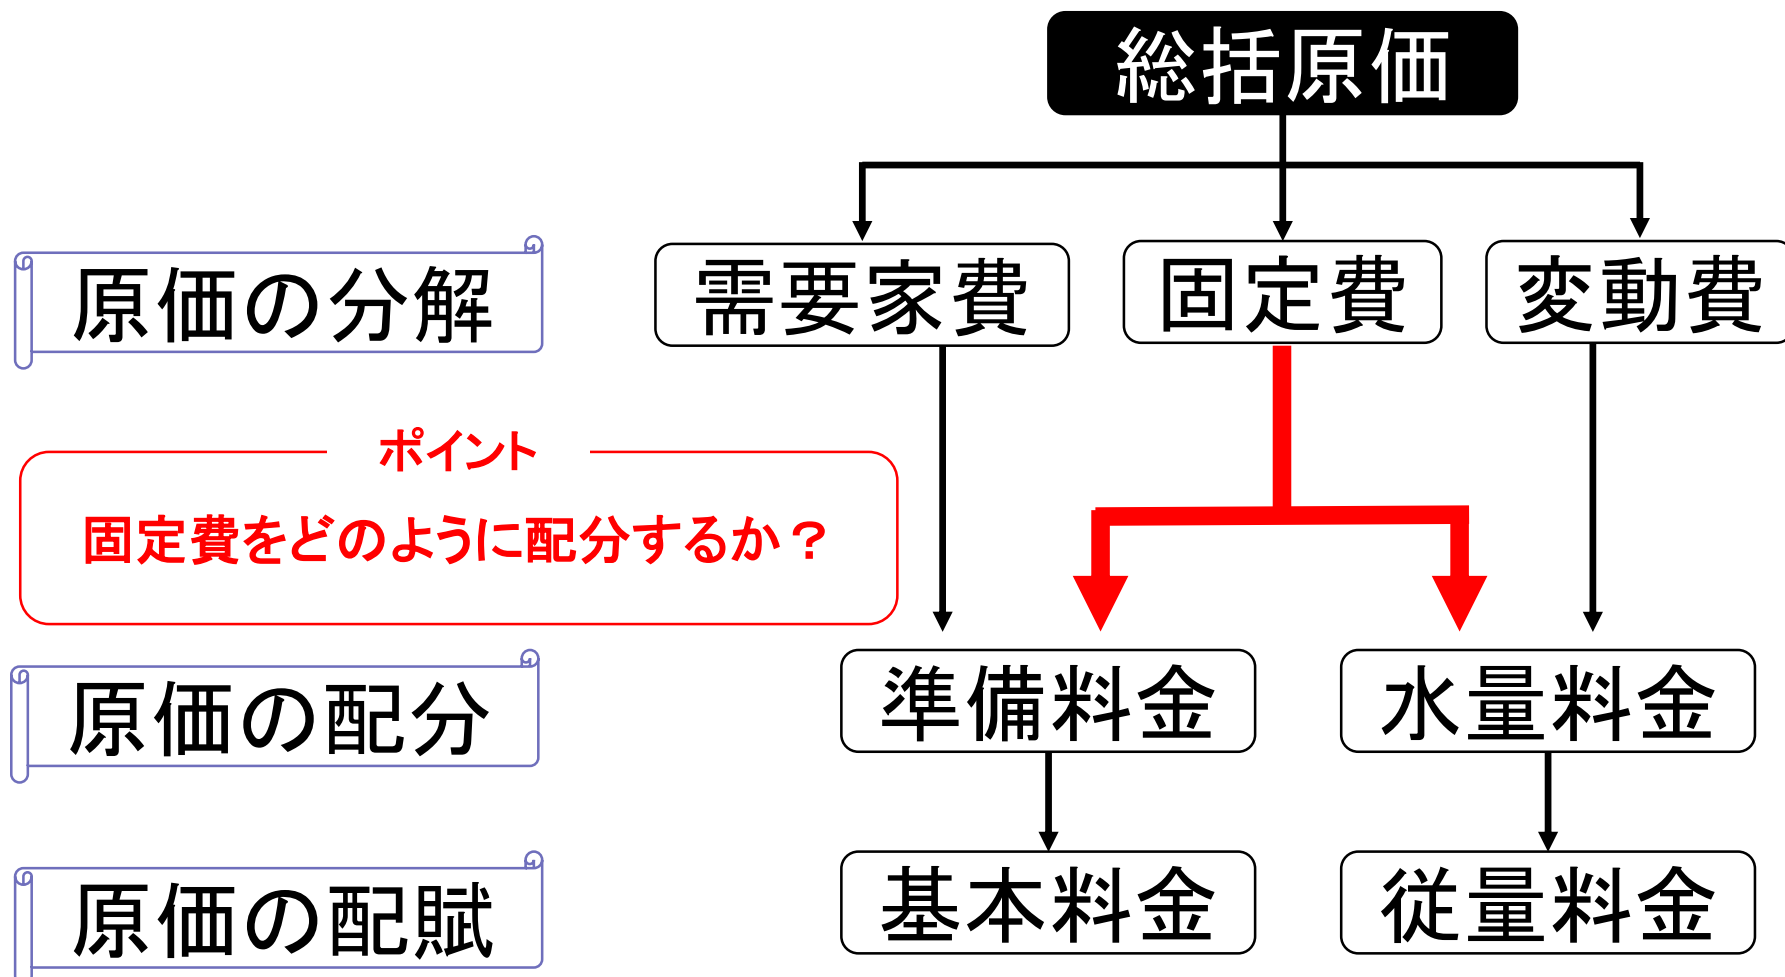 総括原価
原価の分解
需要家費
固定費
変動費
ポイント
固定費をどのように配分するか？
原価の配分
準備料金
水量料金
原価の配賦
基本料金
従量料金